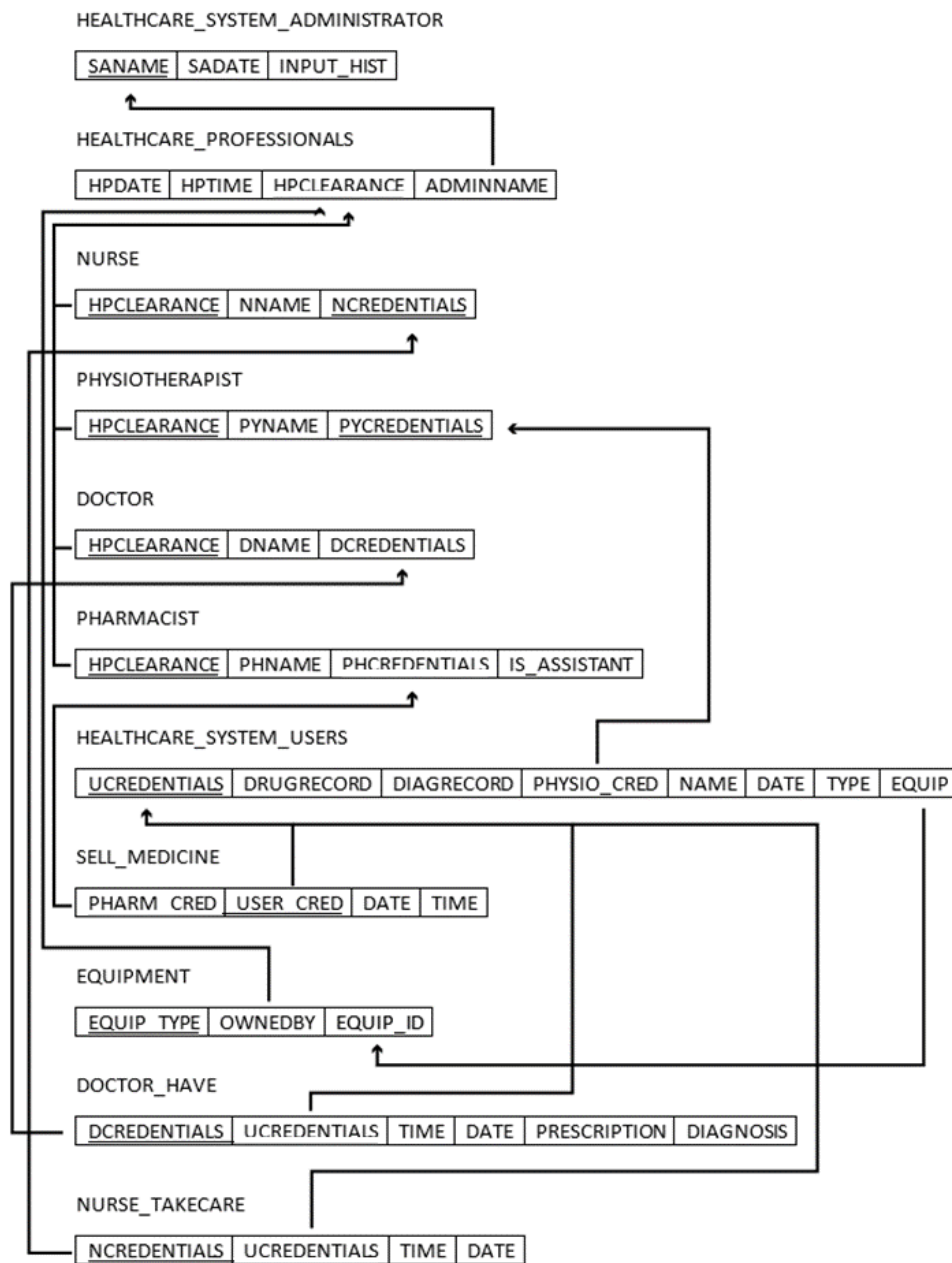 HEALTHCARE_SYSTEM_ADMINISTRATOR
SANAME SADATE INPUT_HIST
HEALTHCARE_PROFESSIONALS
HPDATE HPTIME HPCLEARANCE ADMINNAME
NURSE
HPCLEARANCE NNAME NCREDENTIALS
PHYSIOTHERAPIST
HPCLEARANCE PYNAME PYCREDENTIALS
DOCTOR
HPCLEARANCE DNAME DCREDENTIALS
PHARMACIST
HPCLEARANCE PHNAME PHCREDENTIALS IS_ASSISTANT
HEALTHCARE_SYSTEM_USERS
UCREDENTIALS DRUGRECORD DIAGRECORD PHYSIO_CRED NAME DATE TYPE EQUIP
SELL_MEDICINE
PHARM_CRED USER_CRED DATE TIME
EQUIPMENT
EQUIP_TYPE OWNEDBY EQUIP_ID
DOCTOR_HAVE
DCREDENTIALS UCREDENTIALS TIME DATE PRESCRIPTION DIAGNOSIS
NURSE_TAKECARE
NCREDENTIALS UCREDENTIALS TIME DATE